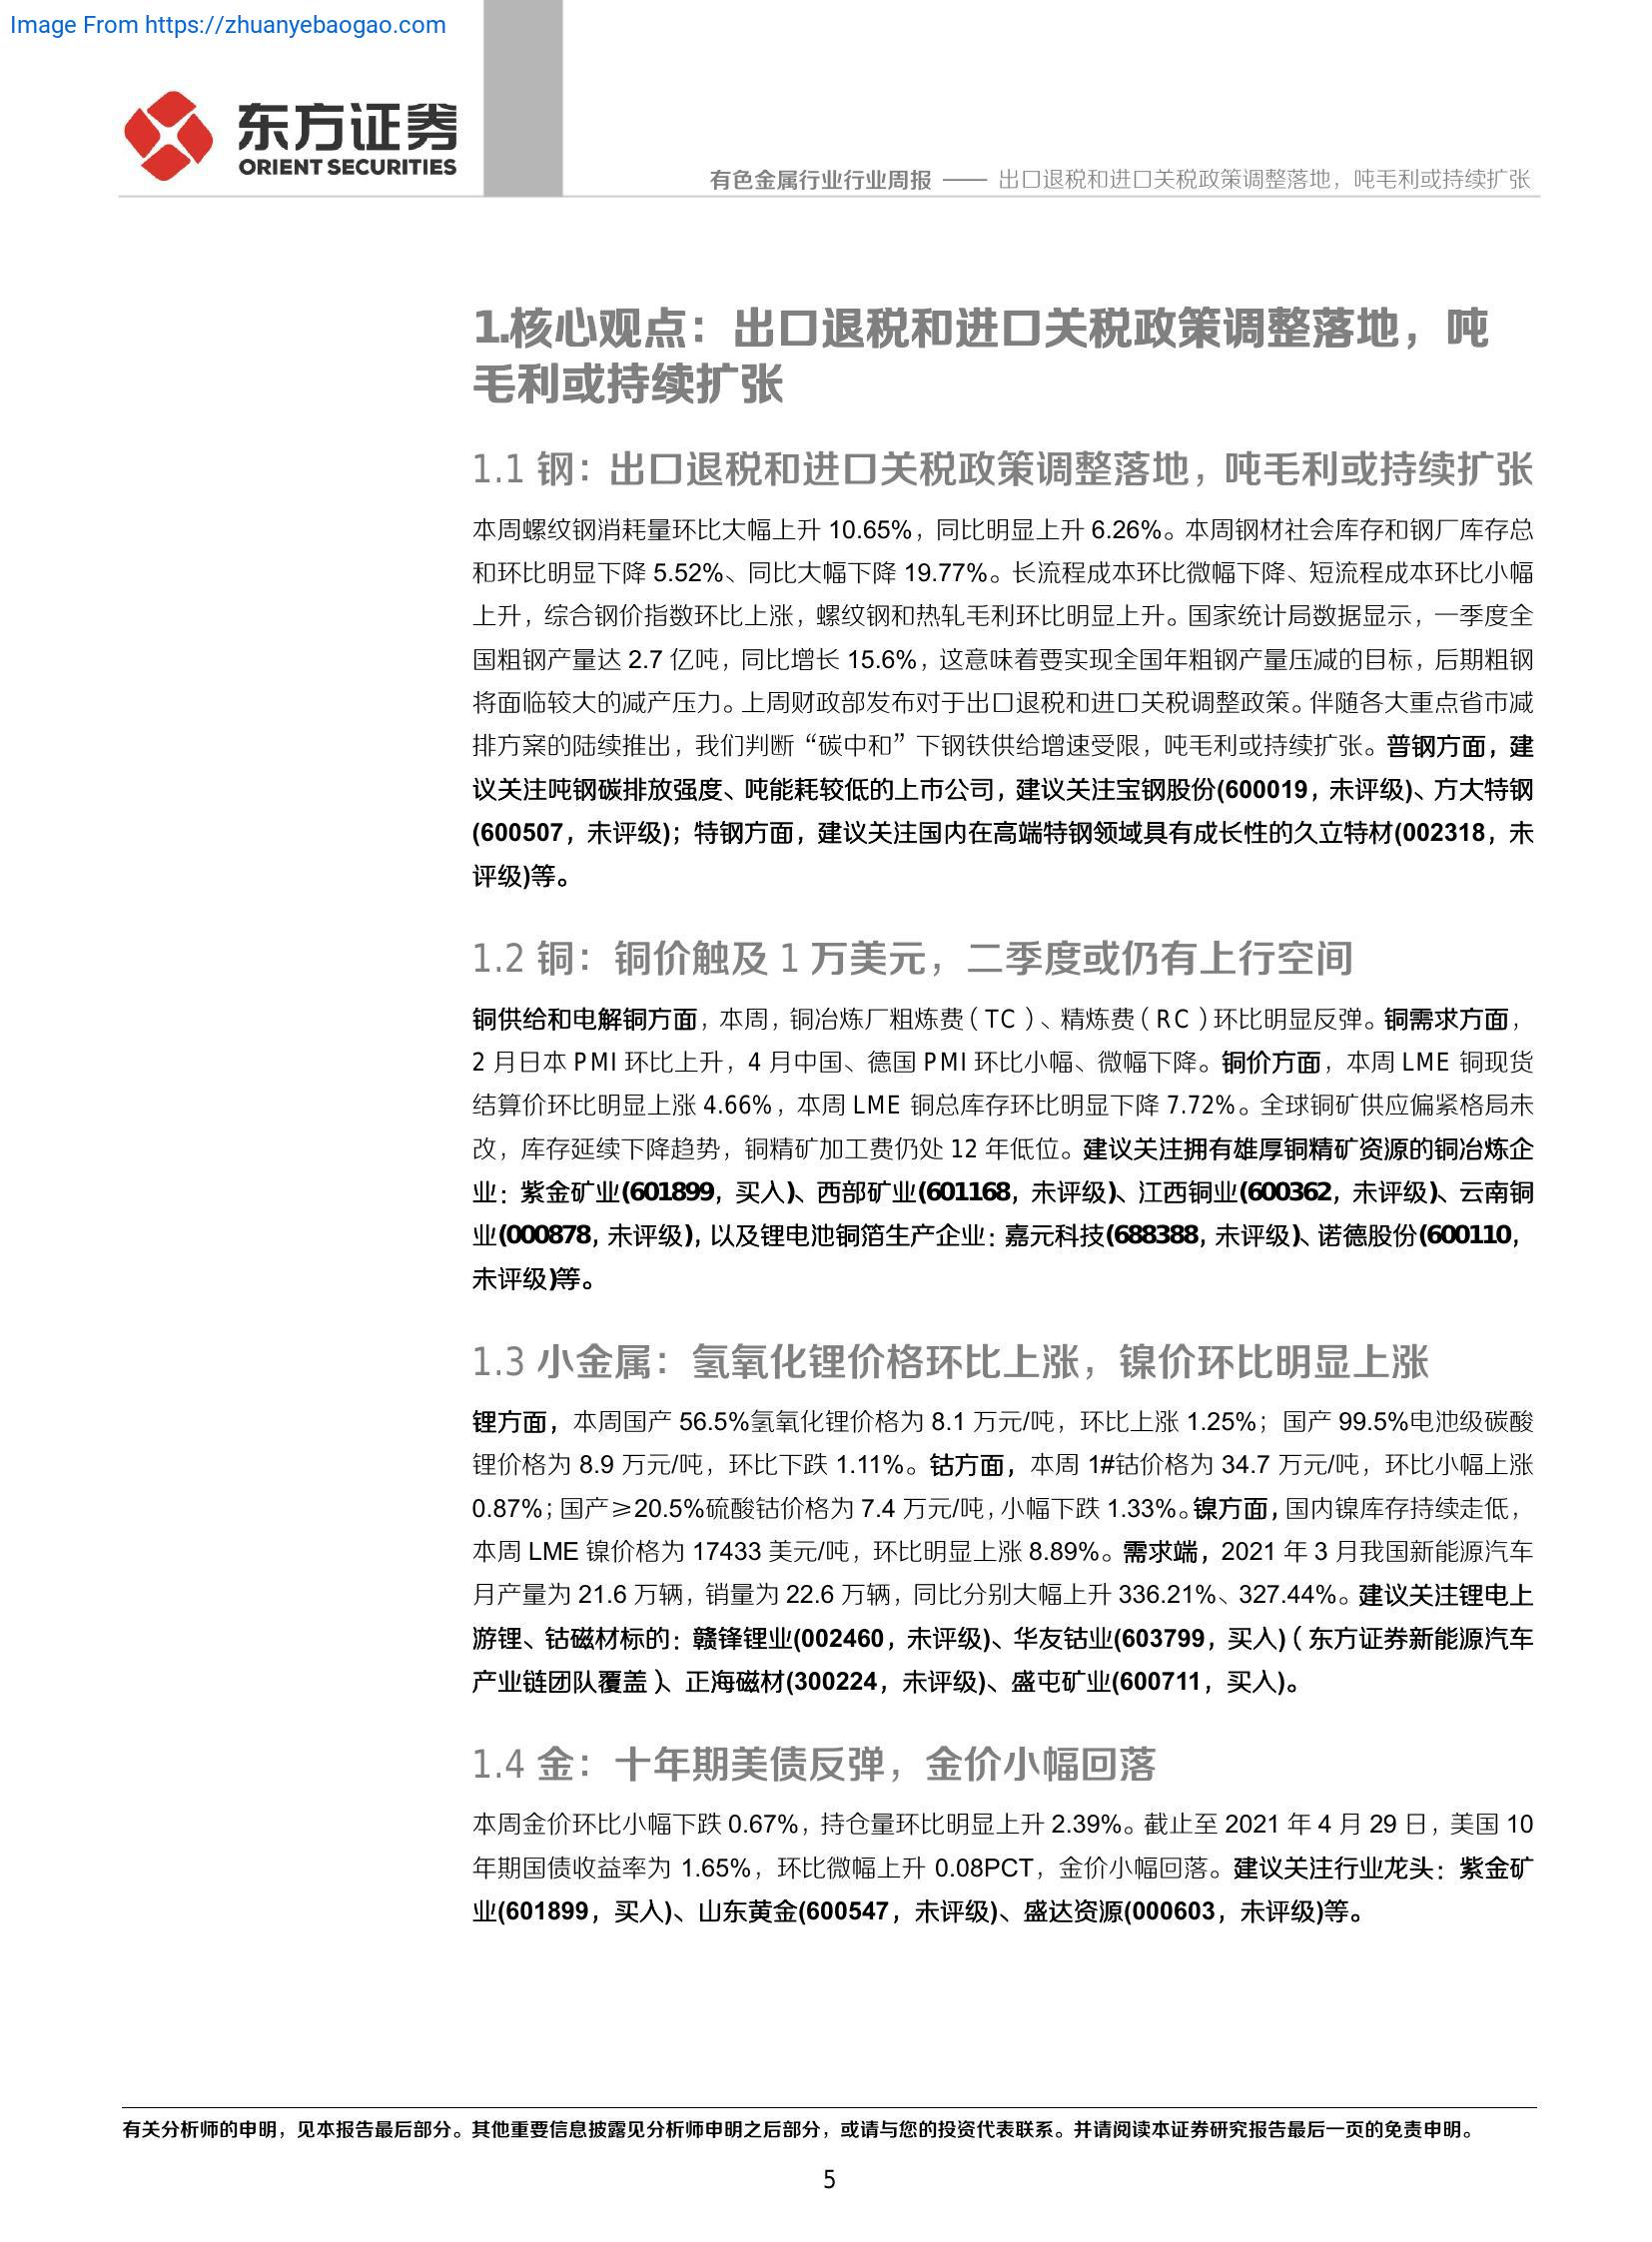 Image From https://zhuanyebaogao.com
东方证券
ORIENT SECURITIES
有色金属行业行业周报 —— 出口退税和进口关税政策调整落地，吨毛利或持续扩张
1.核心观点：出口退税和进口关税政策调整落地，吨
毛利或持续扩张
1.1 钢：出口退税和进口关税政策调整落地，吨毛利或持续扩张
本周螺纹钢消耗量环比大幅上升 10.65%，同比明显上升 6.26%。本周钢材社会库存和钢厂库存总
和环比明显下降 5.52%、同比大幅下降 19.77%。长流程成本环比微幅下降、短流程成本环比小幅
上升，综合钢价指数环比上涨，螺纹钢和热轧毛利环比明显上升。国家统计局数据显示，一季度全
国粗钢产量达 2.7 亿吨，同比增长 15.6%，这意味着要实现全国年粗钢产量压减的目标，后期粗钢
将面临较大的减产压力。上周财政部发布对于出口退税和进口关税调整政策。伴随各大重点省市减
排方案的陆续推出，我们判断“碳中和”下钢铁供给增速受限，吨毛利或持续扩张。普钢方面，建
议关注吨钢碳排放强度、吨能耗较低的上市公司，建议关注宝钢股份(600019，未评级)、方大特钢
(600507，未评级)；特钢方面，建议关注国内在高端特钢领域具有成长性的久立特材(002318，未
评级)等。
1.2 铜：铜价触及 1 万美元，二季度或仍有上行空间
铜供给和电解铜方面，本周，铜冶炼厂粗炼费（TC）、精炼费（RC）环比明显反弹。铜需求方面，
2 月日本 PMI 环比上升，4 月中国、德国 PMI 环比小幅、微幅下降。铜价方面，本周 LME 铜现货
结算价环比明显上涨 4.66%，本周 LME 铜总库存环比明显下降 7.72%。全球铜矿供应偏紧格局未
改，库存延续下降趋势，铜精矿加工费仍处 12 年低位。建议关注拥有雄厚铜精矿资源的铜冶炼企
业：紫金矿业(601899，买入)、西部矿业(601168，未评级)、江西铜业(600362，未评级)、云南铜
业(000878，未评级)，以及锂电池铜箔生产企业：嘉元科技(688388，未评级)、诺德股份(600110，
未评级)等。
1.3 小金属：氢氧化锂价格环比上涨，镍价环比明显上涨
锂方面，本周国产 56.5%氢氧化锂价格为 8.1 万元/吨，环比上涨 1.25%；国产 99.5%电池级碳酸
锂价格为 8.9 万元/吨，环比下跌 1.11%。钴方面，本周 1#钴价格为 34.7 万元/吨，环比小幅上涨
0.87%；国产≥20.5%硫酸钴价格为 7.4 万元/吨，小幅下跌 1.33%。镍方面，国内镍库存持续走低，
本周 LME 镍价格为 17433 美元/吨，环比明显上涨 8.89%。需求端，2021 年 3 月我国新能源汽车
月产量为 21.6 万辆，销量为 22.6 万辆，同比分别大幅上升 336.21%、327.44%。建议关注锂电上
游锂、钴磁材标的：赣锋锂业(002460，未评级)、华友钴业(603799，买入)（东方证券新能源汽车
产业链团队覆盖）、正海磁材(300224，未评级)、盛屯矿业(600711，买入)。
1.4 金：十年期美债反弹，金价小幅回落
本周金价环比小幅下跌 0.67%，持仓量环比明显上升 2.39%。截止至 2021 年 4 月 29 日，美国 10
年期国债收益率为 1.65%，环比微幅上升 0.08PCT，金价小幅回落。建议关注行业龙头：紫金矿
业(601899，买入)、山东黄金(600547，未评级)、盛达资源(000603，未评级)等。
有关分析师的申明，见本报告最后部分。其他重要信息披露见分析师申明之后部分，或请与您的投资代表联系。并请阅读本证券研究报告最后一页的免责申明。
5